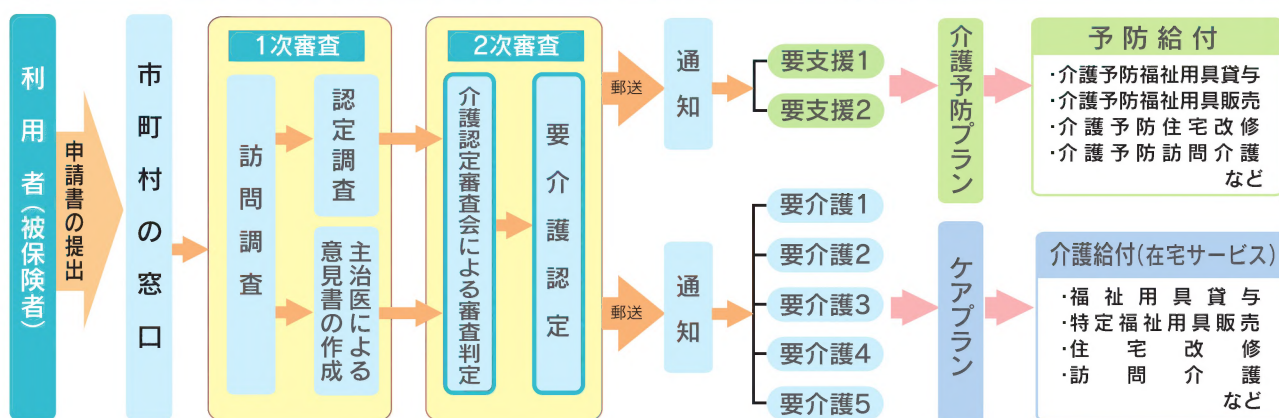 利用者(被保険者)
申請書の提出
市町村の窓口
1次審査
訪問調査
認定調査
主治医による
意見書の作成
2次審査
介護認定審査会による審査判定
要介護認定
郵送
通知
要支援1
要支援2
介護予防プラン
予防給付
・介護予防福祉用具貸与
・介護予防福祉用具販売
・介護予防住宅改修
・介護予防訪問介護
など
郵送
通知
要介護1
要介護2
要介護3
要介護4
要介護5
ケアプラン
介護給付(在宅サービス)
・福祉用具貸与
・特定福祉用具販売
・住宅改修
・訪問介護
など